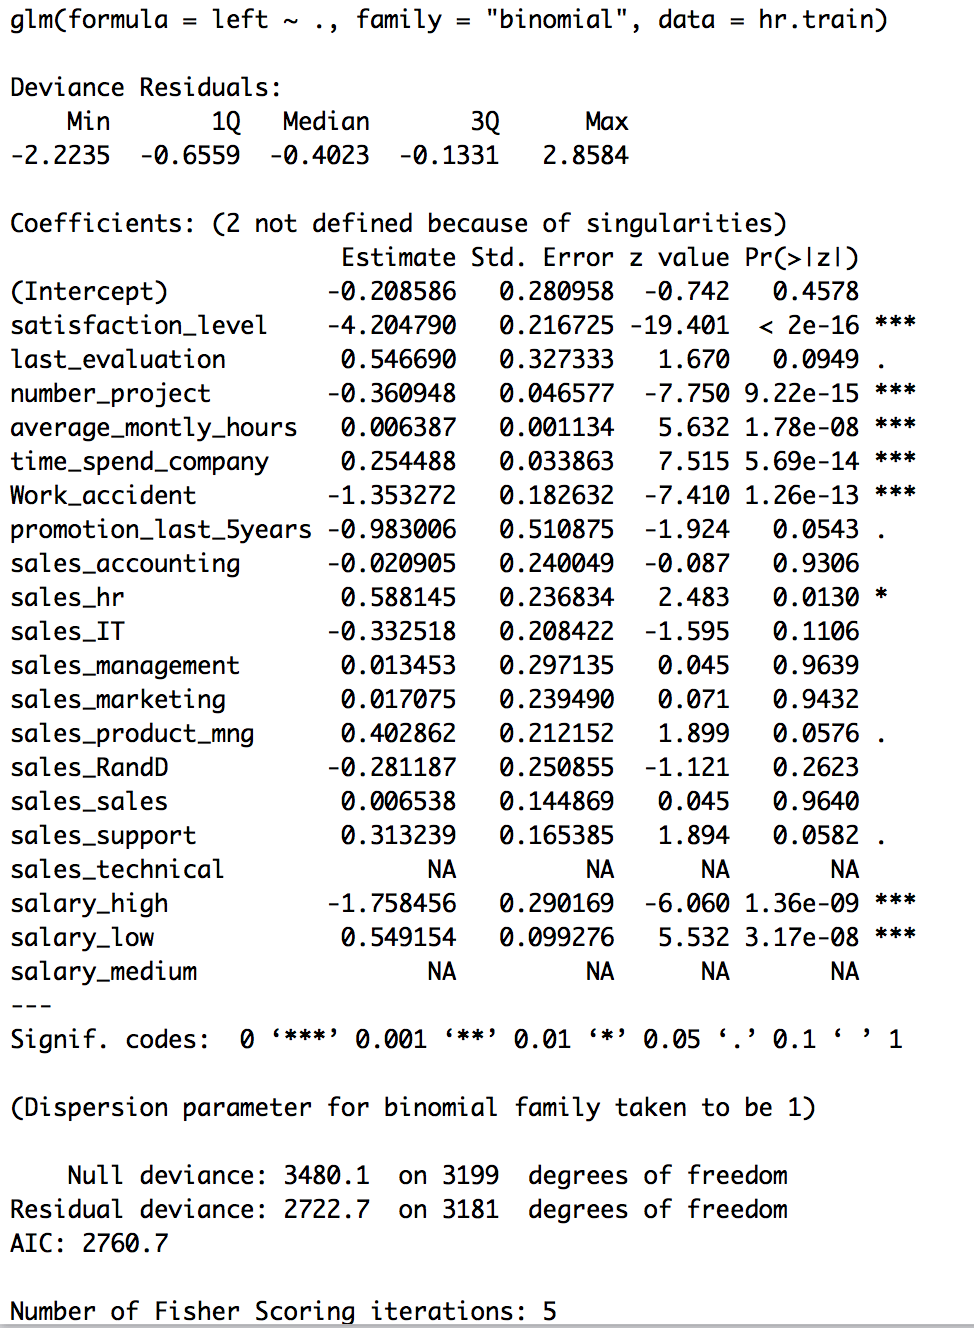 glm(formula = left ~ ., family = "binomial", data = hr.train)
Deviance Residuals:
    Min       1Q   Median       3Q      Max
-2.2235  -0.6559  -0.4023  -0.1331   2.8584
Coefficients: (2 not defined because of singularities)
                       Estimate Std. Error z value Pr(>|z|)
(Intercept)           -0.208586   0.280958  -0.742   0.4578
satisfaction_level    -4.204790   0.216725 -19.401  < 2e-16 ***
last_evaluation        0.546690   0.327333   1.670   0.0949 .
number_project        -0.360948   0.046577  -7.750 9.22e-15 ***
average_montly_hours   0.006387   0.001134   5.632 1.78e-08 ***
time_spend_company     0.254488   0.033863   7.515 5.69e-14 ***
Work_accident         -1.353272   0.182632  -7.410 1.26e-13 ***
promotion_last_5years -0.983006   0.510875  -1.924   0.0543 .
sales_accounting      -0.020905   0.240049  -0.087   0.9306
sales_hr               0.588145   0.236834   2.483   0.0130 *
sales_IT              -0.332518   0.208422  -1.595   0.1106
sales_management       0.013453   0.297135   0.045   0.9639
sales_marketing        0.017075   0.239490   0.071   0.9432
sales_product_mng      0.402862   0.212152   1.899   0.0576 .
sales_RandD           -0.281187   0.250855  -1.121   0.2623
sales_sales            0.006538   0.144869   0.045   0.9640
sales_support          0.313239   0.165385   1.894   0.0582 .
sales_technical              NA         NA      NA       NA
salary_high           -1.758456   0.290169  -6.060 1.36e-09 ***
salary_low             0.549154   0.099276   5.532 3.17e-08 ***
salary_medium                NA         NA      NA       NA
---
Signif. codes:  0 ‘***’ 0.001 ‘**’ 0.01 ‘*’ 0.05 ‘.’ 0.1 ‘ ’ 1
(Dispersion parameter for binomial family taken to be 1)
    Null deviance: 3480.1  on 3199  degrees of freedom
Residual deviance: 2722.7  on 3181  degrees of freedom
AIC: 2760.7
Number of Fisher Scoring iterations: 5